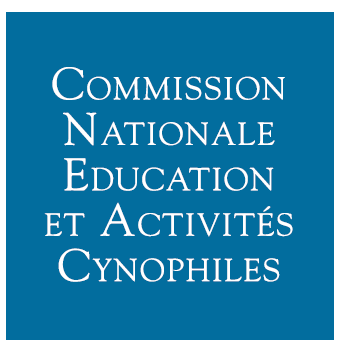 Commission
Nationale
Education
et Activités
Cynophiles